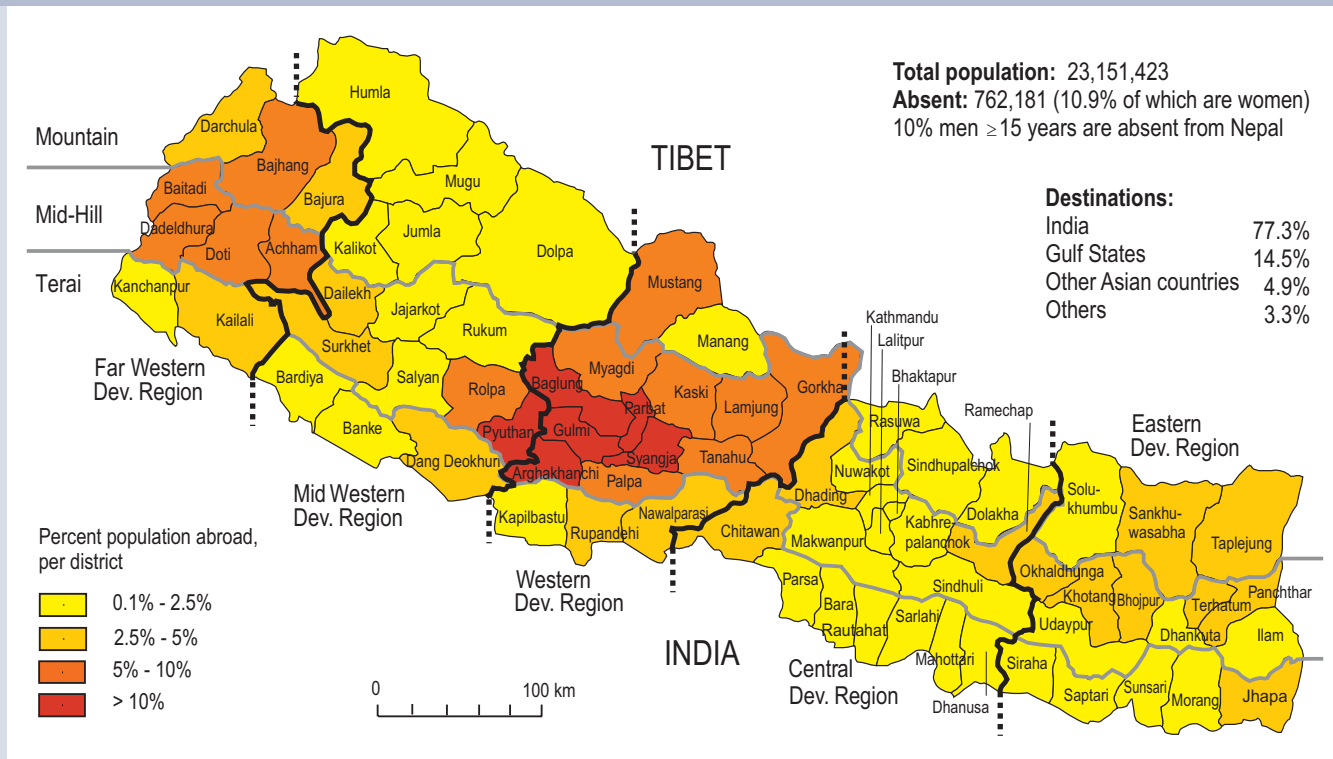 Total population: 23,151,423
Absent: 762,181 (10.9% of which are women)
10% men ≥15 years are absent from Nepal
Destinations:
India 77.3%
Gulf States 14.5%
Other Asian countries 4.9%
Others 3.3%
Mountain
Mid-Hill
Terai
TIBET
INDIA
Far Western
Dev. Region
Mid Western
Dev. Region
Western
Dev. Region
Central
Dev. Region
Eastern
Dev. Region
Humla
Darchula
Bajhang
Baitadi
Bajura
Mugu
Dadeldhura
Doti
Achham
Kalikot
Jumla
Dolpa
Kanchanpur
Kailali
Dailekh
Jajarkot
Mustang
Surkhet
Rukum
Manang
Bardiya
Salyan
Rolpa
Baglung
Myagdi
Kaski
Lamjung
Gorkha
Parbat
Banke
Pyuthan
Gulmi
Syangja
Tanahu
Dang Deokhuri
Arghakhanchi
Palpa
Kapilbastu
Rupandehi
Nawalparasi
Chitawan
Kathmandu
Lalitpur
Bhaktapur
Ramechap
Rasuwa
Nuwakot
Sindhupalchok
Dhading
Dolakha
Kabhre-
palanchok
Makwanpur
Solu-
khumbu
Sankhu-
wasabha
Taplejung
Okhaldhunga
Khotang
Bhojpur
Terhatum
Panchthar
Parsa
Bara
Rautahat
Sarlahi
Sindhuli
Mahottari
Dhanusa
Siraha
Udaypur
Dhankuta
Ilam
Saptari
Sunsari
Morang
Jhapa
Percent population abroad,
per district
0.1% - 2.5%
2.5% - 5%
5% - 10%
> 10%
0 100 km